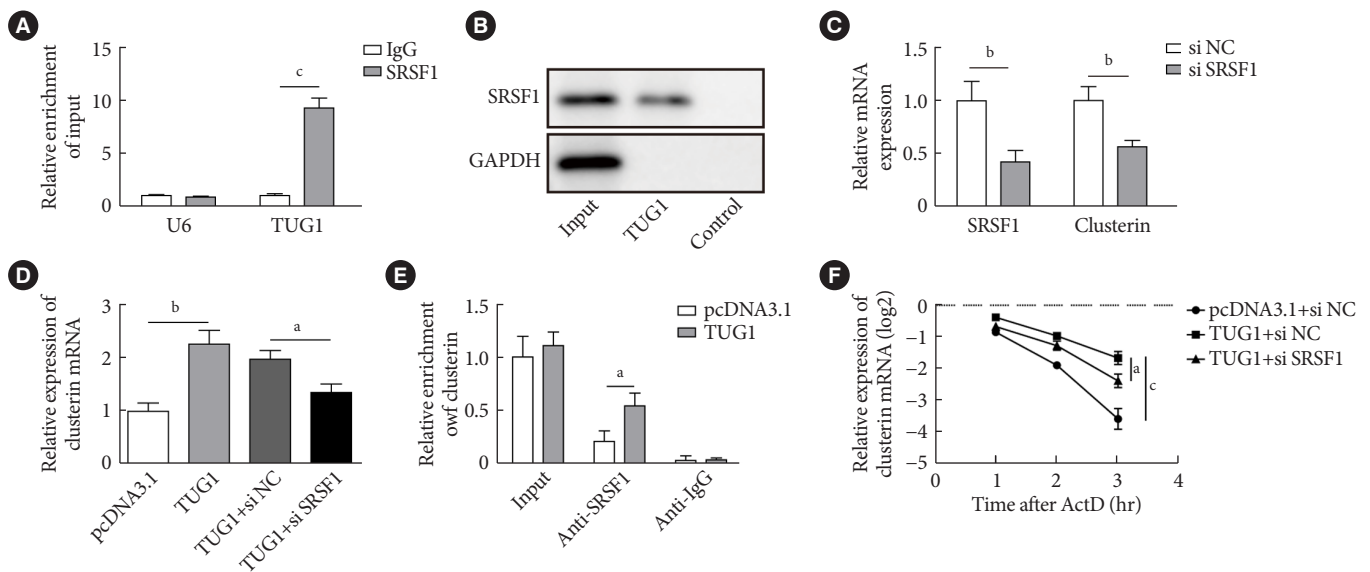 A
Relative enrichment
of input
15
10
5
0
c
IgG
SRSF1
U6
TUG1
B
SRSF1
GAPDH
Input
TUG1
Control
C
Relative mRNA
expression
1.5
1.0
0.5
0
b
b
si NC
si SRSF1
SRSF1
Clusterin
D
Relative expression of
clusterin mRNA
3
2
1
0
b
a
pcDNA3.1
TUG1
TUG1+si NC
TUG1+si SRSF1
E
Relative enrichment
owf clusterin
1.5
1.0
0.5
0
a
pcDNA3.1
TUG1
Input
Anti-SRSF1
Anti-IgG
F
Relative expression of
clusterin mRNA (log2)
0
−1
−2
−3
−4
−5
a
c
pcDNA3.1+si NC
TUG1+si NC
TUG1+si SRSF1
0 1 2 3 4
Time after ActD (hr)